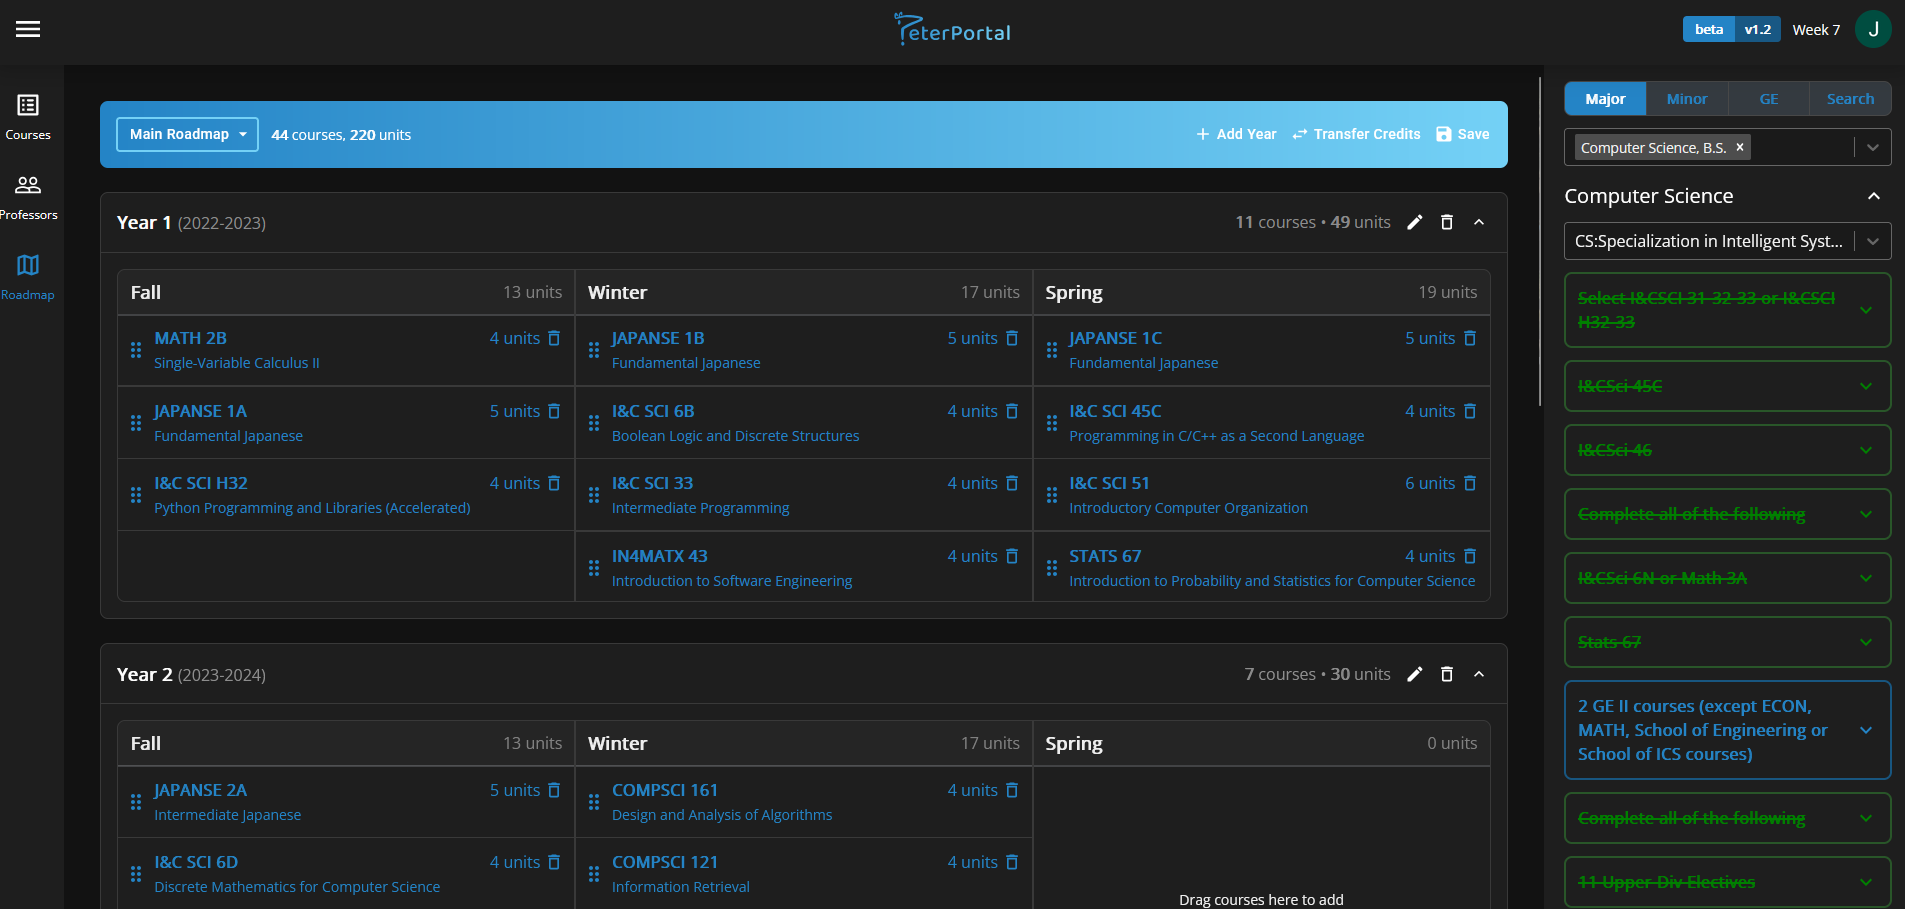 PeterPortal
beta v1.2 Week 7 J
Courses
Professors
Roadmap
Main Roadmap 44 courses, 220 units
Add Year Transfer Credits Save
Year 1 (2022-2023) 11 courses • 49 units
Fall 13 units
MATH 2B 4 units
Single-Variable Calculus II
JAPANSE 1A 5 units
Fundamental Japanese
I&C SCI H32 4 units
Python Programming and Libraries (Accelerated)
Winter 17 units
JAPANSE 1B 5 units
Fundamental Japanese
I&C SCI 6B 4 units
Boolean Logic and Discrete Structures
I&C SCI 33 4 units
Intermediate Programming
IN4MATX 43 4 units
Introduction to Software Engineering
Spring 19 units
JAPANSE 1C 5 units
Fundamental Japanese
I&C SCI 45C 4 units
Programming in C/C++ as a Second Language
I&C SCI 51 6 units
Introductory Computer Organization
STATS 67 4 units
Introduction to Probability and Statistics for Computer Science
Year 2 (2023-2024) 7 courses • 30 units
Fall 13 units
JAPANSE 2A 5 units
Intermediate Japanese
I&C SCI 6D 4 units
Discrete Mathematics for Computer Science
Winter 17 units
COMPSCI 161 4 units
Design and Analysis of Algorithms
COMPSCI 121 4 units
Information Retrieval
Spring 0 units
Drag courses here to add
Major Minor GE Search
Computer Science, B.S. ×
Computer Science
CS:Specialization in Intelligent Syst...
Select I&CSCI 31-32-33 or I&CSCI
H32-33
I&CSci 45C
I&CSci 46
Complete all of the following
I&CSci 6N or Math 3A
Stats 67
2 GE II courses (except ECON,
MATH, School of Engineering or
School of ICS courses)
Complete all of the following
11 Upper-Div Electives